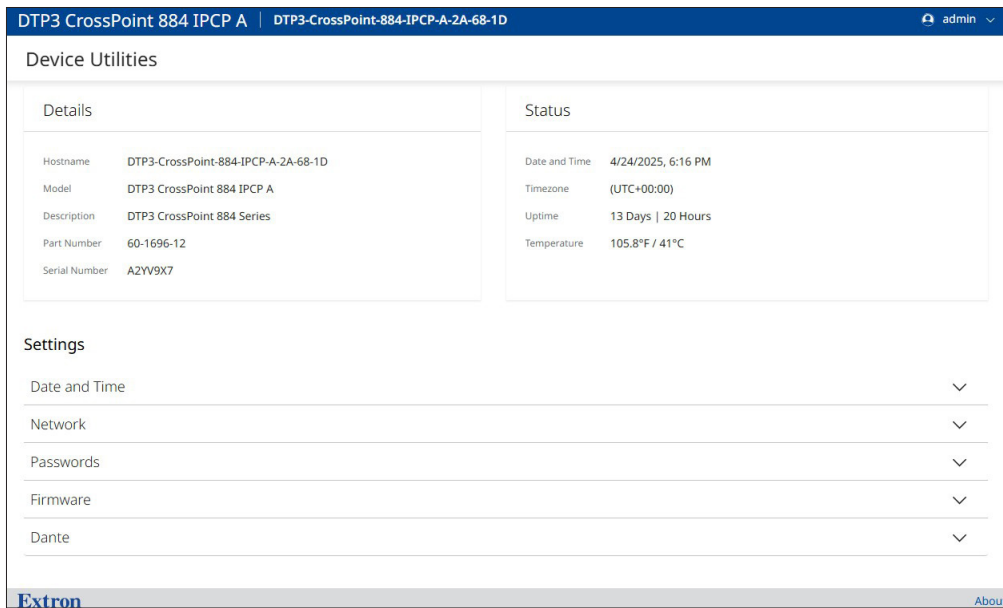 DTP3 CrossPoint 884 IPCP A | DTP3-CrossPoint-884-IPCP-A-2A-68-1D admin
Device Utilities
Details
Hostname DTP3-CrossPoint-884-IPCP-A-2A-68-1D
Model DTP3 CrossPoint 884 IPCP A
Description DTP3 CrossPoint 884 Series
Part Number 60-1696-12
Serial Number A2YV9X7
Status
Date and Time 4/24/2025, 6:16 PM
Timezone (UTC+00:00)
Uptime 13 Days | 20 Hours
Temperature 105.8°F / 41°C
Settings
Date and Time
Network
Passwords
Firmware
Dante
Extron Abou